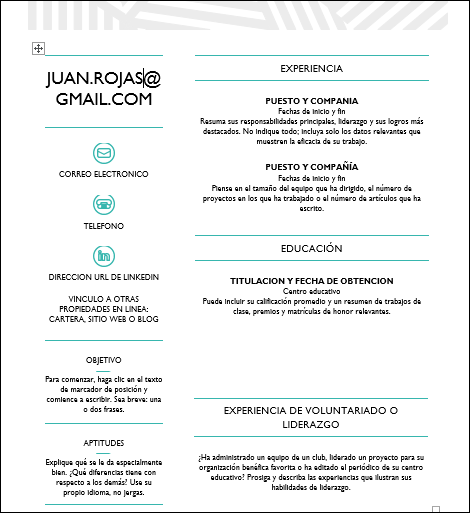 JUAN.ROJAS@
GMAIL.COM
CORREO ELECTRONICO
TELEFONO
in
DIRECCION URL DE LINKEDIN
VINCULO A OTRAS
PROPIEDADES EN LINEA:
CARTERA, SITIO WEB O BLOG
OBJETIVO
Para comenzar, haga clic en el texto
de marcador de posición y
comience a escribir. Sea breve: una
o dos frases.
APTITUDES
Explique qué se le da especialmente
bien. ¿Qué diferencias tiene con
respecto a los demás? Use su
propio idioma, no jergas.
EXPERIENCIA
PUESTO Y COMPANIA
Fechas de inicio y fin
Resuma sus responsabilidades principales, liderazgo y sus logros más
destacados. No indique todo; incluya solo los datos relevantes que
muestren la eficacia de su trabajo.
PUESTO Y COMPAÑÍA
Fechas de inicio y fin
Piense en el tamaño del equipo que ha dirigido, el número de
proyectos en los que ha trabajado o el número de artículos que ha
escrito.
EDUCACIÓN
TITULACION Y FECHA DE OBTENCION
Centro educativo
Puede incluir su calificación promedio y un resumen de trabajos de
clase, premios y matrículas de honor relevantes.
EXPERIENCIA DE VOLUNTARIADO O
LIDERAZGO
¿Ha administrado un equipo de un club, liderado un proyecto para su
organización benéfica favorita o ha editado el periódico de su centro
educativo? Prosiga y describa las experiencias que ilustran sus
habilidades de liderazgo.